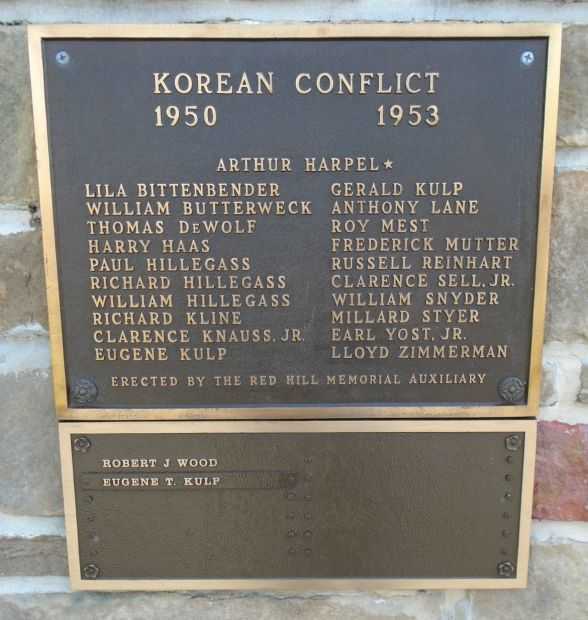 KOREAN CONFLICT
1950 1953
ARTHUR HARPEL★
LILA BITTENBENDER GERALD KULP
WILLIAM BUTTERWECK ANTHONY LANE
THOMAS DEWOLF ROY MEST
HARRY HAAS FREDERICK MUTTER
PAUL HILLEGASS RUSSELL REINHART
RICHARD HILLEGASS CLARENCE SELL, JR.
WILLIAM HILLEGASS WILLIAM SNYDER
RICHARD KLINE MILLARD STYER
CLARENCE KNAUSS, JR. EARL YOST, JR.
EUGENE KULP LLOYD ZIMMERMAN
ERECTED BY THE RED HILL MEMORIAL AUXILIARY
ROBERT J WOOD
EUGENE T. KULP